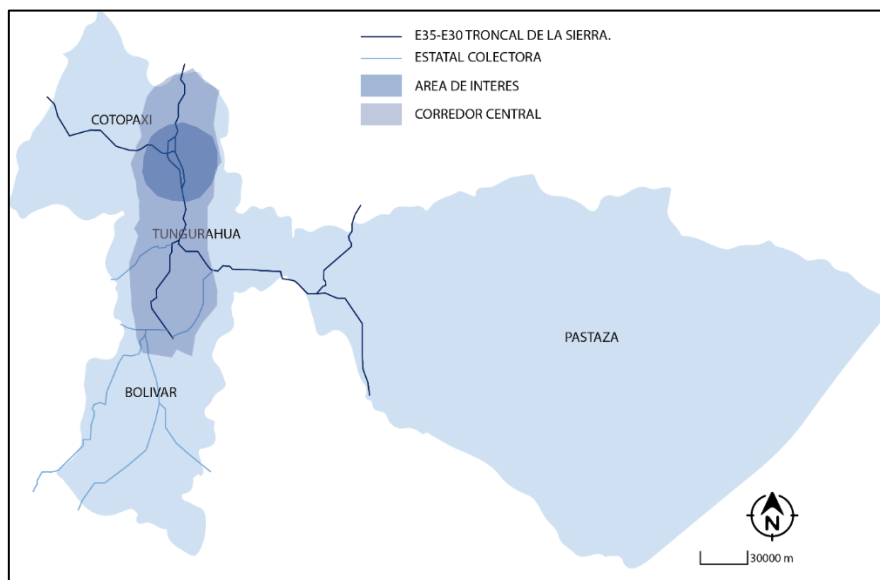 E35-E30 TRONCAL DE LA SIERRA.
ESTATAL COLECTORA
AREA DE INTERES
CORREDOR CENTRAL
COTOPAXI
TUNGURAHUA
PASTAZA
BOLIVAR
N
30000 m